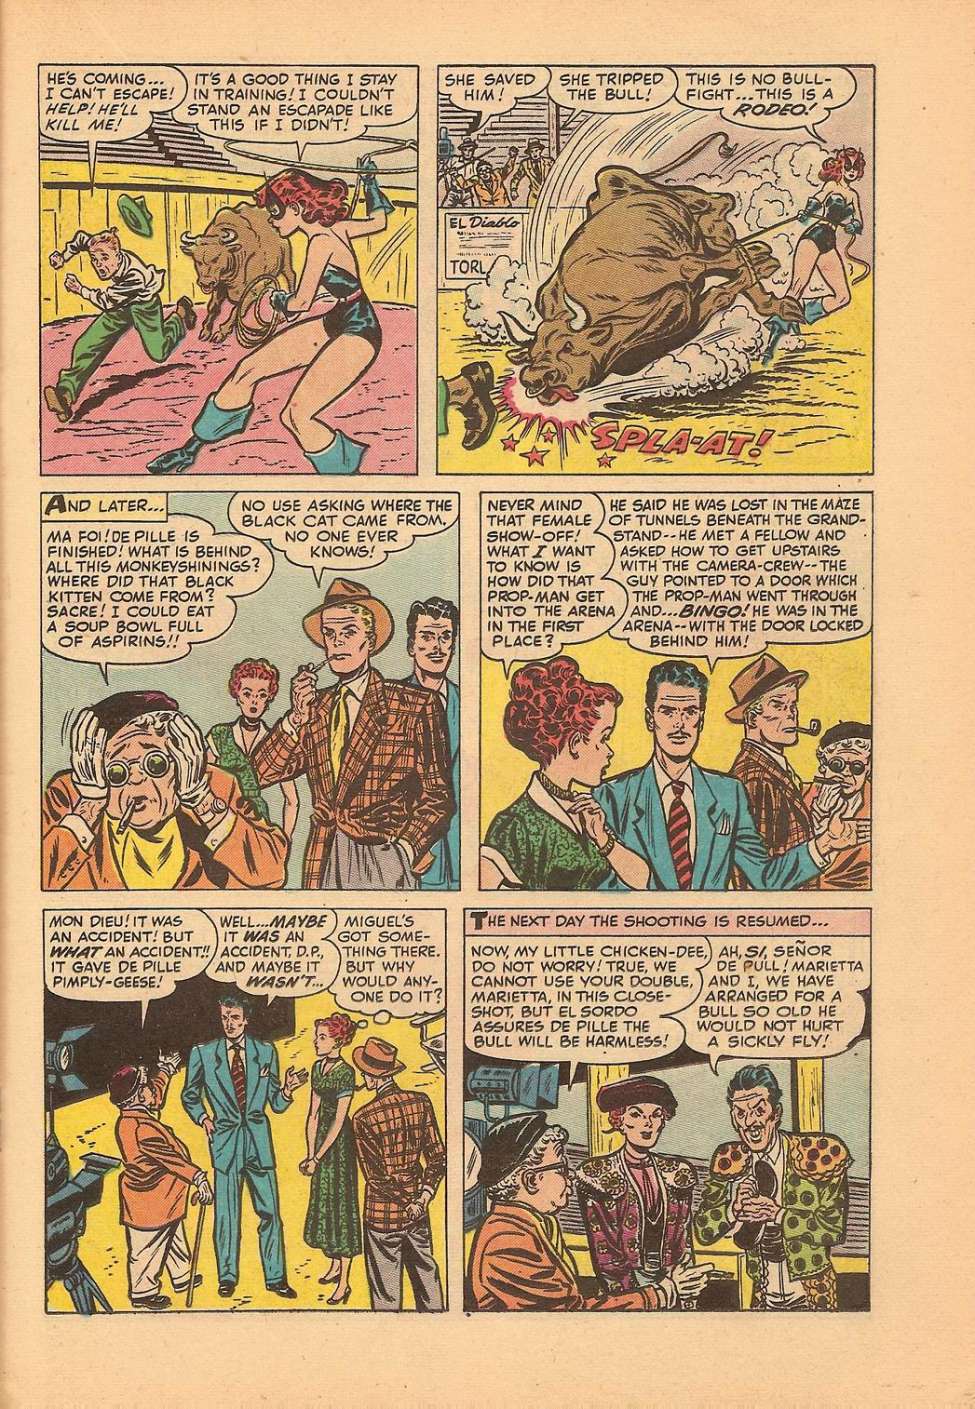 HE'S COMING...
I CAN'T ESCAPE!
HELP! HE'LL
KILL ME!
IT'S A GOOD THING I STAY
IN TRAINING! I COULDN'T
STAND AN ESCAPADE LIKE
THIS IF I DIDN'T!
SHE SAVED
HIM!
SHE TRIPPED
THE BULL!
THIS IS NO BULL-
FIGHT...THIS IS A
RODEO!
EL Diablo
TORL
SPLA-AT!
AND LATER...
MA FOI! DE PILLE IS
FINISHED! WHAT IS BEHIND
ALL THIS MONKEYSHININGS?
WHERE DID THAT BLACK
KITTEN COME FROM?
SACRE! I COULD EAT
A SOUP BOWL FULL
OF ASPIRINS!!
NO USE ASKING WHERE THE
BLACK CAT CAME FROM.
NO ONE EVER
KNOWS!
NEVER MIND
THAT FEMALE
SHOW-OFF!
WHAT I WANT
TO KNOW IS
HOW DID THAT
PROP-MAN GET
INTO THE ARENA
IN THE FIRST
PLACE?
HE SAID HE WAS LOST IN THE MAZE
OF TUNNELS BENEATH THE GRAND-
STAND--HE MET A FELLOW AND
ASKED HOW TO GET UPSTAIRS
WITH THE CAMERA-CREW--THE
GUY POINTED TO A DOOR WHICH
THE PROP-MAN WENT THROUGH
AND...BINGO! HE WAS IN THE
ARENA--WITH THE DOOR LOCKED
BEHIND HIM!
MON DIEU! IT WAS
AN ACCIDENT! BUT
WHAT AN ACCIDENT!!
IT GAVE DE PILLE
PIMPLY-GEESE!
WELL...MAYBE
IT WAS AN
ACCIDENT, D.P.,
AND MAYBE IT
WASN'T...
MIGUEL'S
GOT SOME-
THING THERE.
BUT WHY
WOULD ANY-
ONE DO IT?
THE NEXT DAY THE SHOOTING IS RESUMED...
NOW, MY LITTLE CHICKEN-DEE,
DO NOT WORRY! TRUE, WE
CANNOT USE YOUR DOUBLE,
MARIETTA, IN THIS CLOSE-
SHOT, BUT EL SORDO
ASSURES DE PILLE THE
BULL WILL BE HARMLESS!
AH, SI, SEÑOR
DE PULL! MARIETTA
AND I, WE HAVE
ARRANGED FOR A
BULL SO OLD HE
WOULD NOT HURT
A SICKLY FLY!